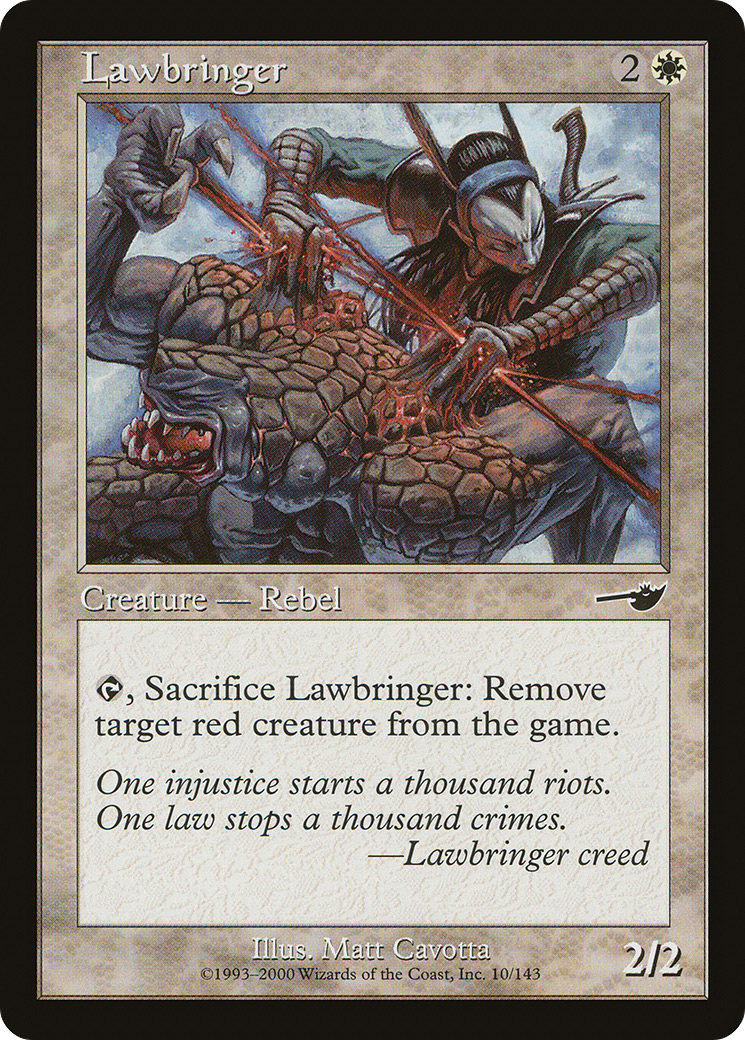 Lawbringer 2
Creature — Rebel
, Sacrifice Lawbringer: Remove
target red creature from the game.
One injustice starts a thousand riots.
One law stops a thousand crimes.
—Lawbringer creed
Illus. Matt Cavotta
©1993–2000 Wizards of the Coast, Inc. 10/143
2/2